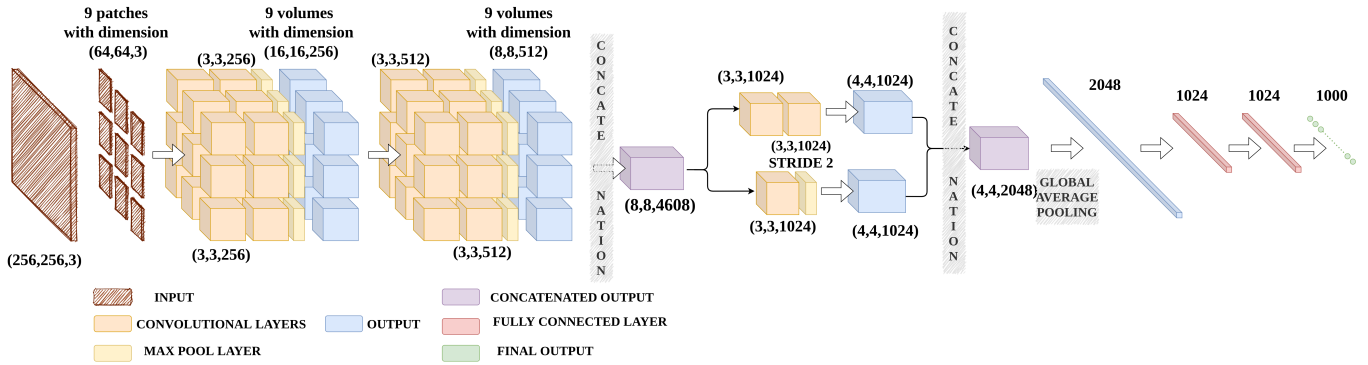 9 patches
with dimension
(64,64,3)
(256,256,3)
(3,3,256)
(3,3,256)
9 volumes
with dimension
(16,16,256)
(3,3,512)
(3,3,512)
9 volumes
with dimension
(8,8,512)
CONCATE NATION
(8,8,4608)
(3,3,1024)
(3,3,1024)
STRIDE 2
(4,4,1024)
(3,3,1024)
(4,4,1024)
CONCATE NATION
(4,4,2048)
GLOBAL
AVERAGE
POOLING
2048
1024
1024
1000
INPUT
CONVOLUTIONAL LAYERS
OUTPUT
MAX POOL LAYER
CONCATENATED OUTPUT
FULLY CONNECTED LAYER
FINAL OUTPUT